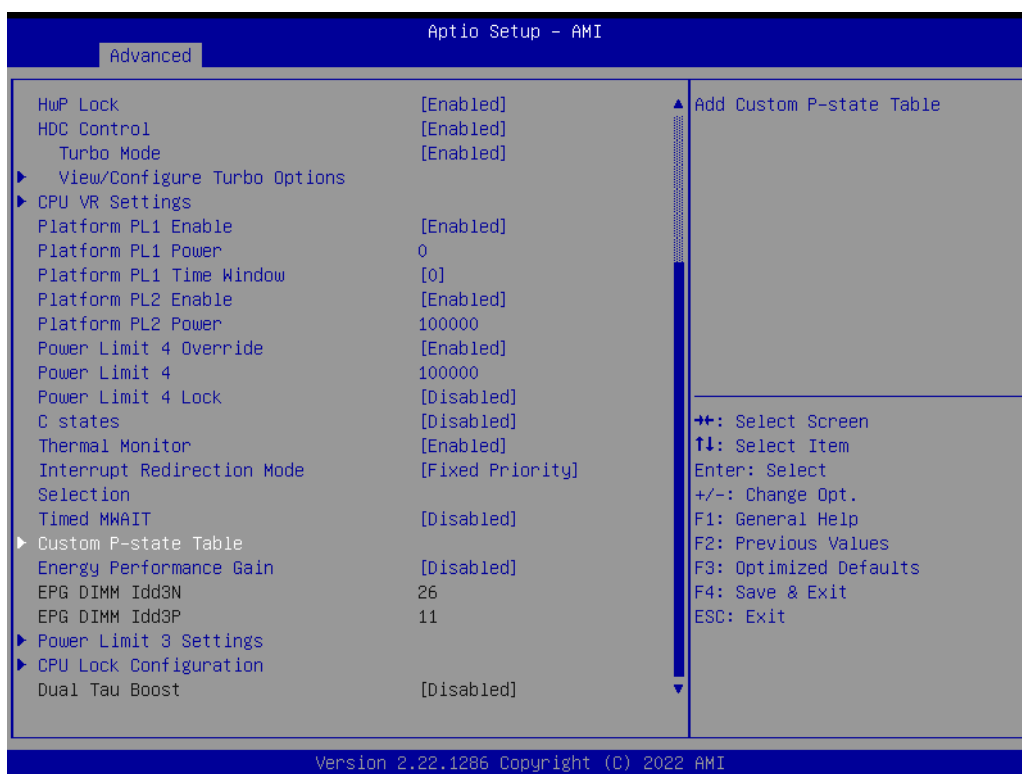 Aptio Setup - AMI
Advanced
HwP Lock [Enabled]
HDC Control [Enabled]
Turbo Mode [Enabled]
View/Configure Turbo Options
CPU VR Settings
Platform PL1 Enable [Enabled]
Platform PL1 Power 0
Platform PL1 Time Window [0]
Platform PL2 Enable [Enabled]
Platform PL2 Power 100000
Power Limit 4 Override [Enabled]
Power Limit 4 100000
Power Limit 4 Lock [Disabled]
C states [Disabled]
Thermal Monitor [Enabled]
Interrupt Redirection Mode [Fixed Priority]
Selection
Timed MWAIT [Disabled]
Custom P-state Table
Energy Performance Gain [Disabled]
EPG DIMM Idd3N 26
EPG DIMM Idd3P 11
Power Limit 3 Settings
CPU Lock Configuration
Dual Tau Boost [Disabled]
Add Custom P-state Table
→←: Select Screen
↑↓: Select Item
Enter: Select
+/-: Change Opt.
F1: General Help
F2: Previous Values
F3: Optimized Defaults
F4: Save & Exit
ESC: Exit
Version 2.22.1286 Copyright (C) 2022 AMI